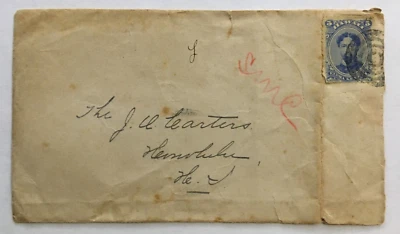 The
J. O. Carters
Honolulu
H. I